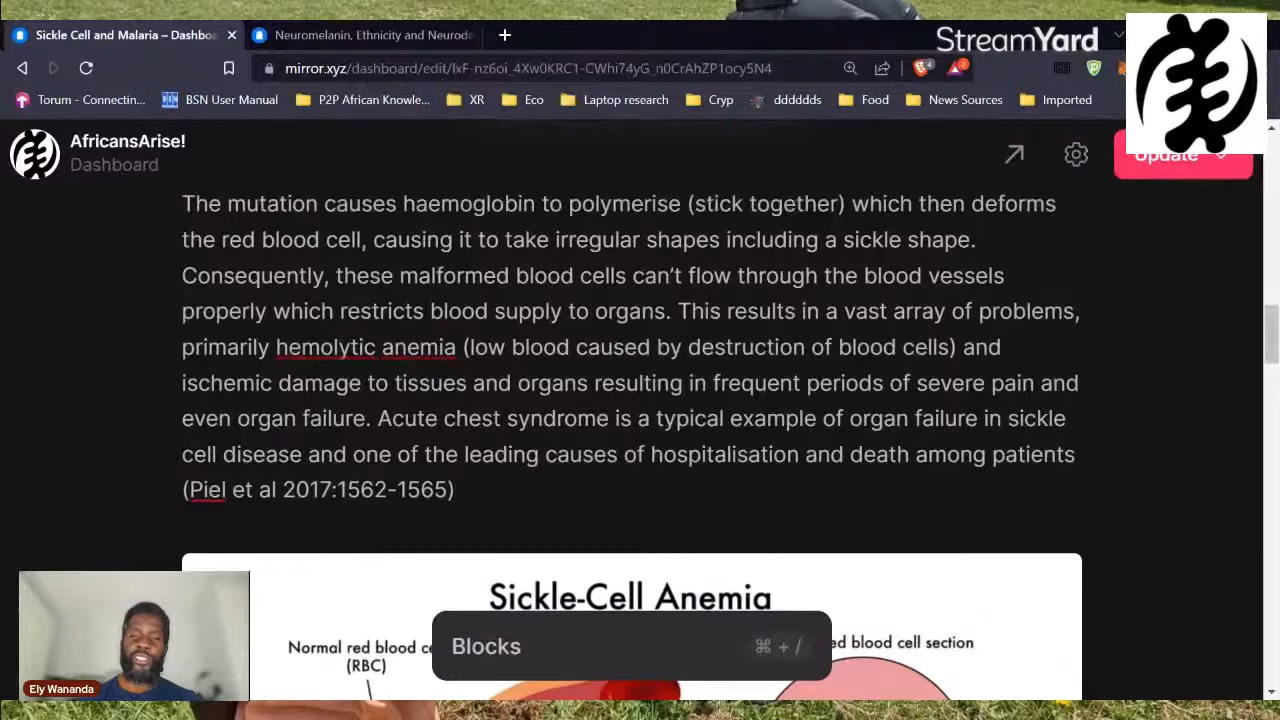 Sickle Cell and Malaria – Dashbo
Neuromelanin, Ethnicity and Neurode
StreamYard
mirror.xyz/dashboard/edit/lxF-nz6oi_4Xw0KRC1-CWhi74yG_n0CrAhZP1ocy5N4
4
3
Torum - Connectin...
BSN User Manual
P2P African Knowle...
XR
Eco
Laptop research
Cryp
dddddds
Food
News Sources
Imported
AfricansArise!
Dashboard
Update
The mutation causes haemoglobin to polymerise (stick together) which then deforms
the red blood cell, causing it to take irregular shapes including a sickle shape.
Consequently, these malformed blood cells can't flow through the blood vessels
properly which restricts blood supply to organs. This results in a vast array of problems,
primarily hemolytic anemia (low blood caused by destruction of blood cells) and
ischemic damage to tissues and organs resulting in frequent periods of severe pain and
even organ failure. Acute chest syndrome is a typical example of organ failure in sickle
cell disease and one of the leading causes of hospitalisation and death among patients
(Piel et al 2017:1562-1565)
Sickle-Cell Anemia
Normal red blood ce
(RBC)
ed blood cell section
Blocks ⌘ + /
Ely Wananda